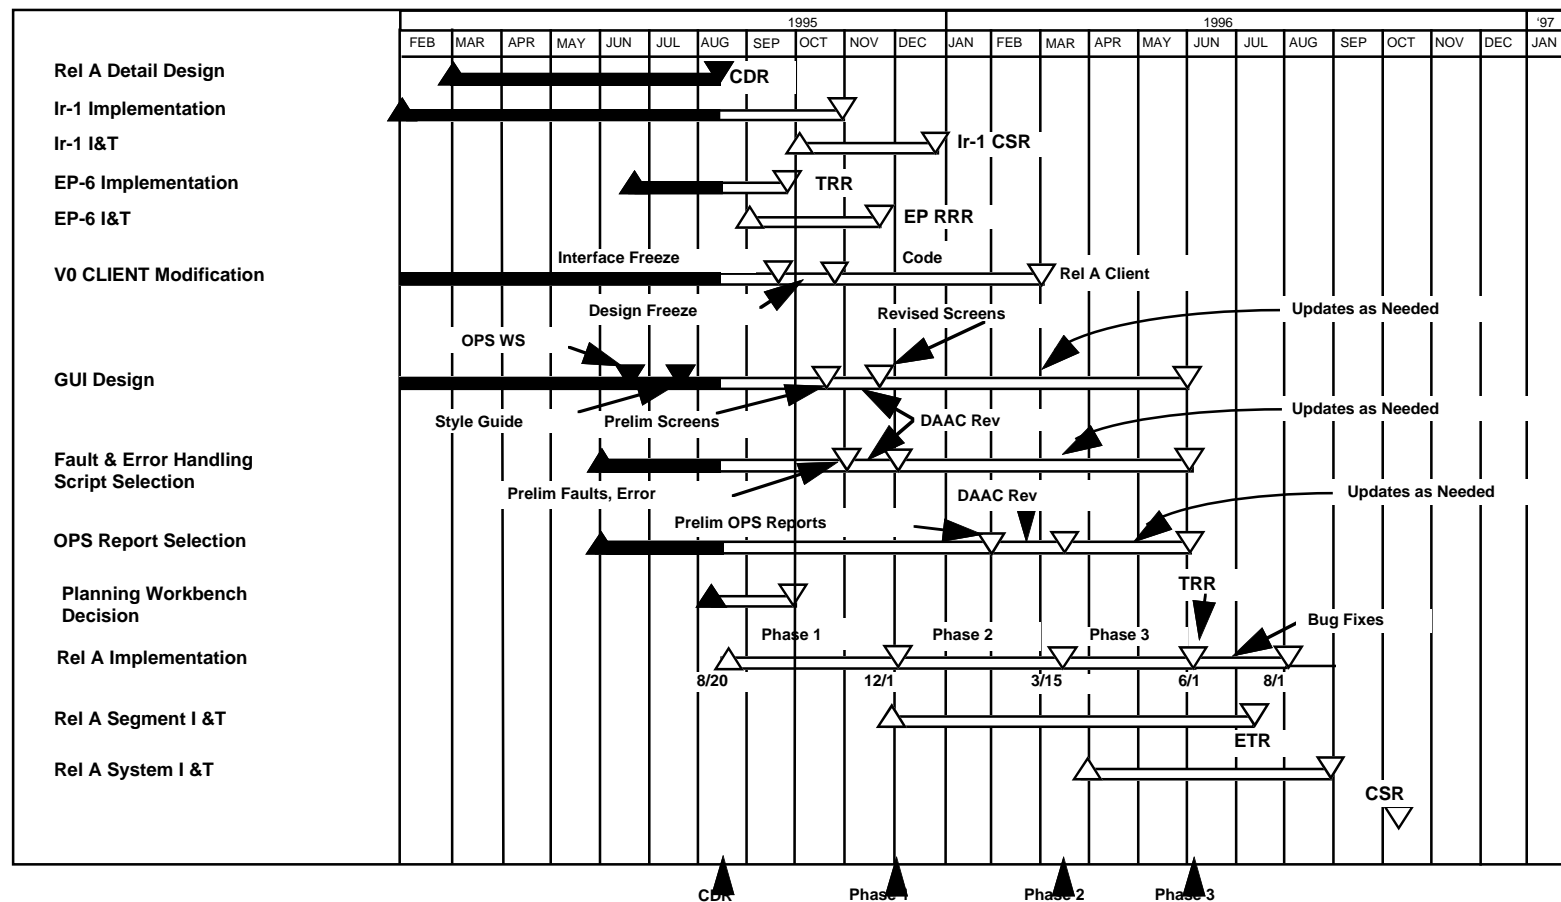 1995 1996 '97
FEB MAR APR MAY JUN JUL AUG SEP OCT NOV DEC JAN FEB MAR APR MAY JUN JUL AUG SEP OCT NOV DEC JAN
Rel A Detail Design CDR
Ir-1 Implementation
Ir-1 I&T Ir-1 CSR
EP-6 Implementation TRR
EP-6 I&T EP RRR
Interface Freeze Code
V0 CLIENT Modification Rel A Client
Design Freeze Revised Screens Updates as Needed
OPS WS
GUI Design
Style Guide Prelim Screens DAAC Rev Updates as Needed
Fault & Error Handling
Script Selection
Prelim Faults, Error DAAC Rev Updates as Needed
Prelim OPS Reports
OPS Report Selection
Planning Workbench TRR
Decision
Phase 1 Phase 2 Phase 3 Bug Fixes
Rel A Implementation
8/20 12/1 3/15 6/1 8/1
Rel A Segment I &T
ETR
Rel A System I &T
CSR
CDR Phase 1 Phase 2 Phase 3